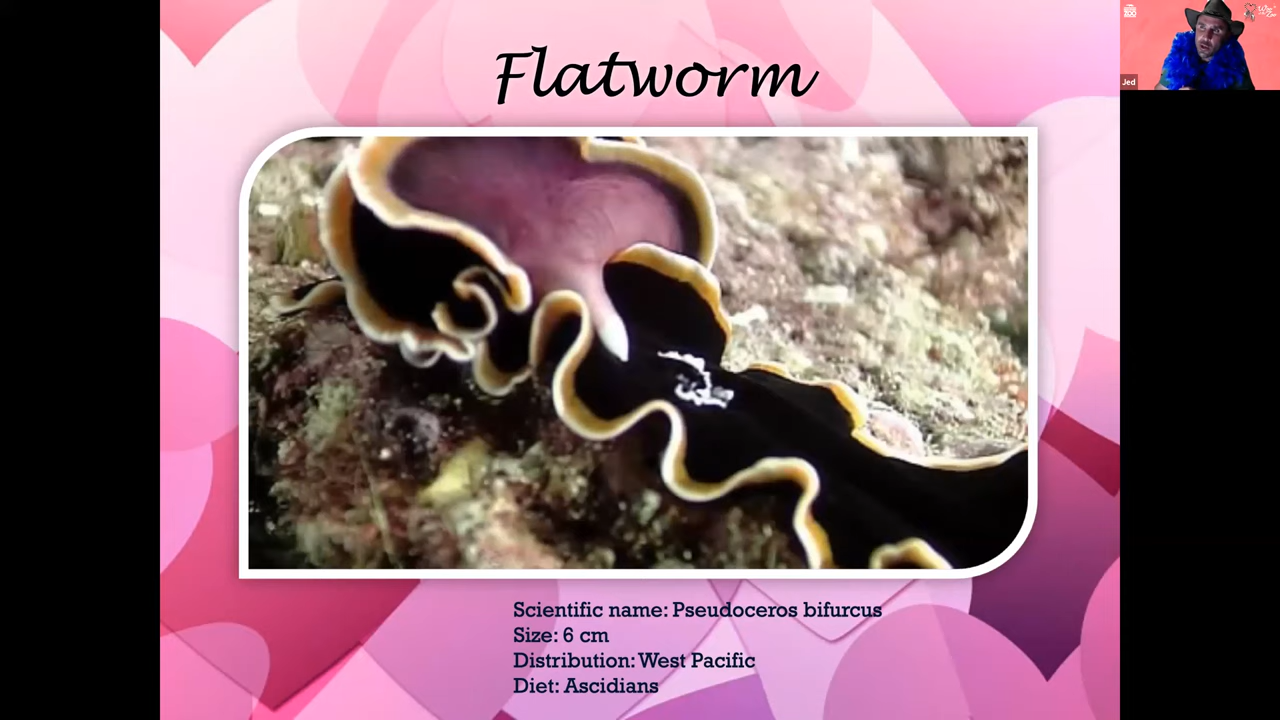 Flatworm
Scientific name: Pseudoceros bifurcus
Size: 6 cm
Distribution: West Pacific
Diet: Ascidians
Jed